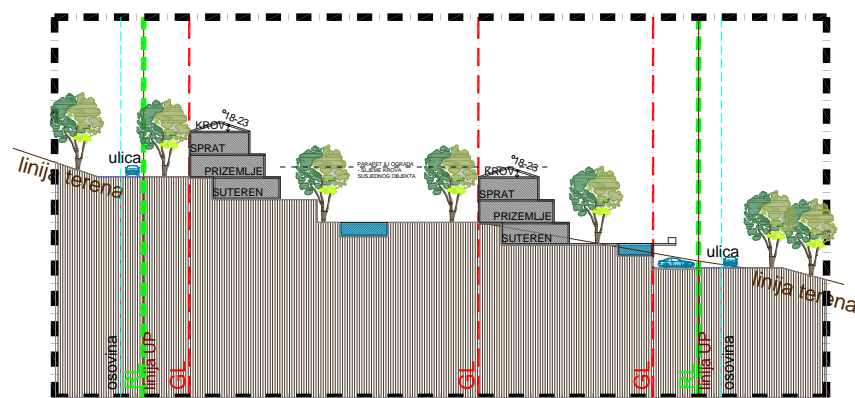 °18-23
KROV
SPRAT
PRIZEMLJE
SUTEREN
ulica
linija terena
PARAPET ILI OGRADA
- SLJEME KROVA
SUSJEDNOG OBJEKTA
°18-23
KROV
SPRAT
PRIZEMLJE
SUTEREN
ulica
linija terena
osovina
RL
linija UP
GL
GL
GL
RL
linija UP
osovina